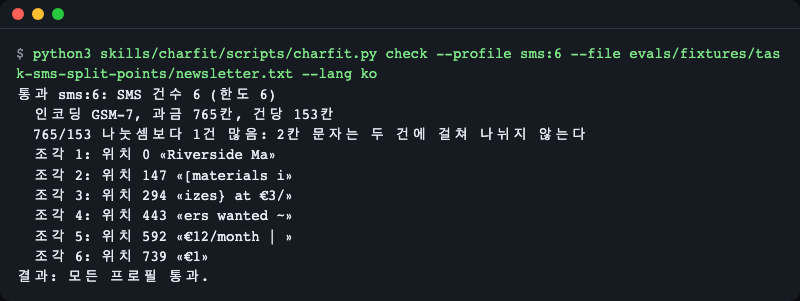 $ python3 skills/charfit/scripts/charfit.py check --profile sms:6 --file evals/fixtures/tas
k-sms-split-points/newsletter.txt --lang ko
통과 sms:6: SMS 건수 6 (한도 6)
인코딩 GSM-7, 과금 765칸, 건당 153칸
765/153 나눗셈보다 1건 많음: 2칸 문자는 두 건에 걸쳐 나뉘지 않는다
조각 1: 위치 0 «Riverside Ma»
조각 2: 위치 147 «[materials i»
조각 3: 위치 294 «izes} at €3/»
조각 4: 위치 443 «ers wanted ~»
조각 5: 위치 592 «€12/month | »
조각 6: 위치 739 «€1»
결과: 모든 프로필 통과.